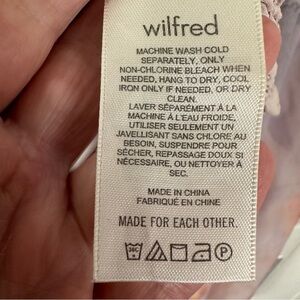 wilfred
MACHINE WASH COLD
SEPARATELY, ONLY
NON-CHLORINE BLEACH WHEN
NEEDED, HANG TO DRY, COOL
IRON ONLY IF NEEDED, OR DRY
CLEAN.
LAVER SÉPARÉMENT À LA
MACHINE À L'EAU FROIDE,
UTILISER SEULEMENT UN
JAVELLISANT SANS CHLORE AU
BESOIN, SUSPENDRE POUR
SÉCHER, REPASSAGE DOUX SI
NÉCESSAIRE, OU NETTOYER À
SEC.
MADE IN CHINA
FABRIQUÉ EN CHINE
MADE FOR EACH OTHER.
P